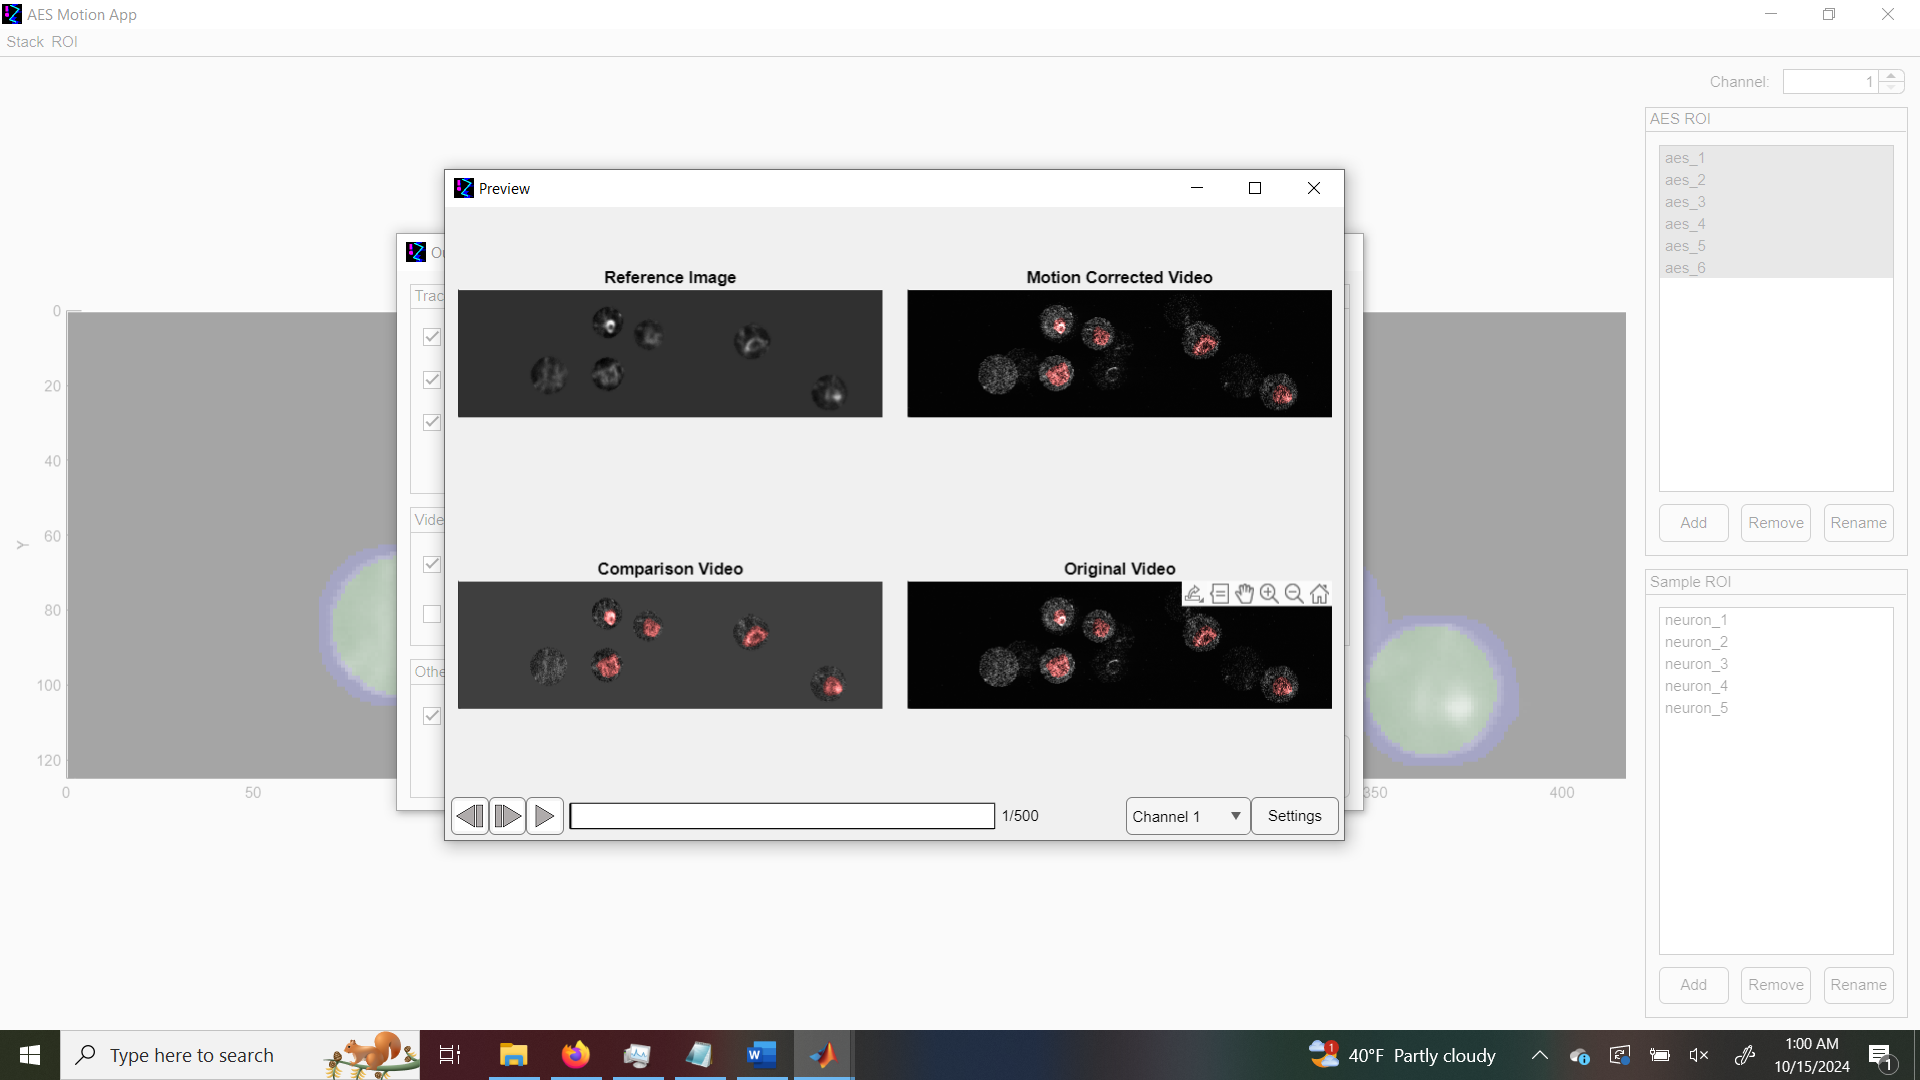 AES Motion App
Stack ROI
Channel: 1
AES ROI
aes_1
aes_2
aes_3
aes_4
aes_5
aes_6
Add Remove Rename
Sample ROI
neuron_1
neuron_2
neuron_3
neuron_4
neuron_5
Add Remove Rename
Preview
Reference Image
Motion Corrected Video
Comparison Video
Original Video
1/500
Channel 1
Settings
Trac
Vide
Othe
0
20
40
60
80
100
120
Y
0
50
350
400
Type here to search
1
40°F Partly cloudy
1:00 AM
10/15/2024
1